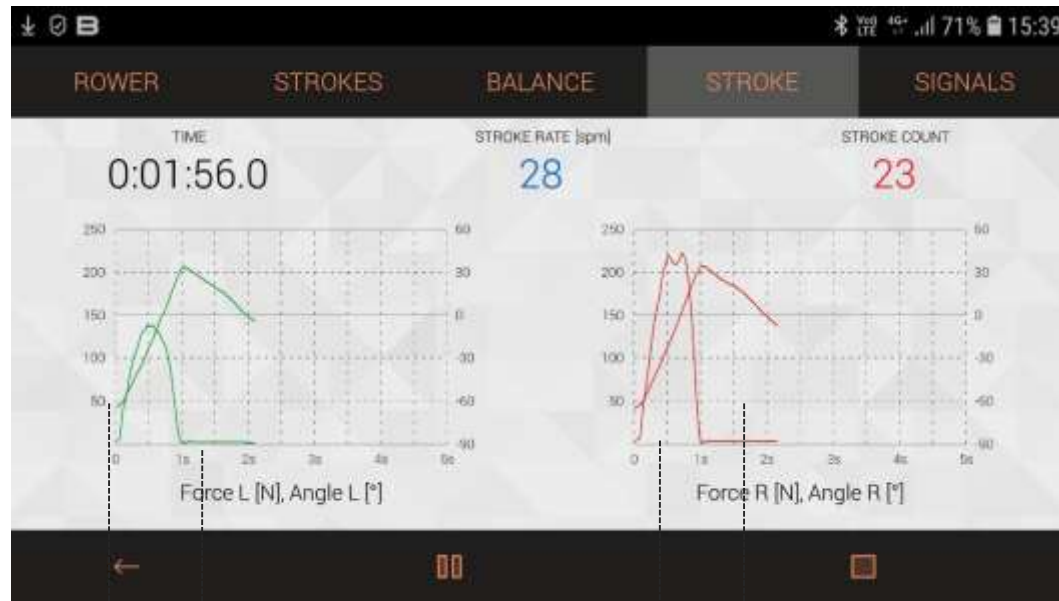 B VoD LTE 4G+ 71% 15:39
ROWER STROKES BALANCE STROKE SIGNALS
TIME STROKE RATE [spm] STROKE COUNT
0:01:56.0 28 23
250 60 250 60
200 30 200 30
150 0 150 0
100 -30 100 -30
50 -60 50 -60
-90 -90
0 1s 2s 3s 4s 5s 0 1s 2s 3s 4s 5s
Force L [N], Angle L [°] Force R [N], Angle R [°]